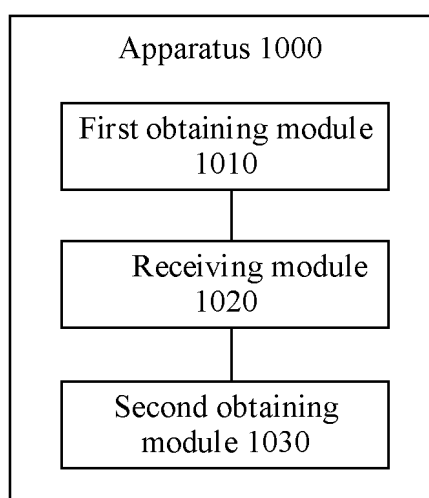 Apparatus 1000
First obtaining module
1010
Receiving module
1020
Second obtaining
module 1030